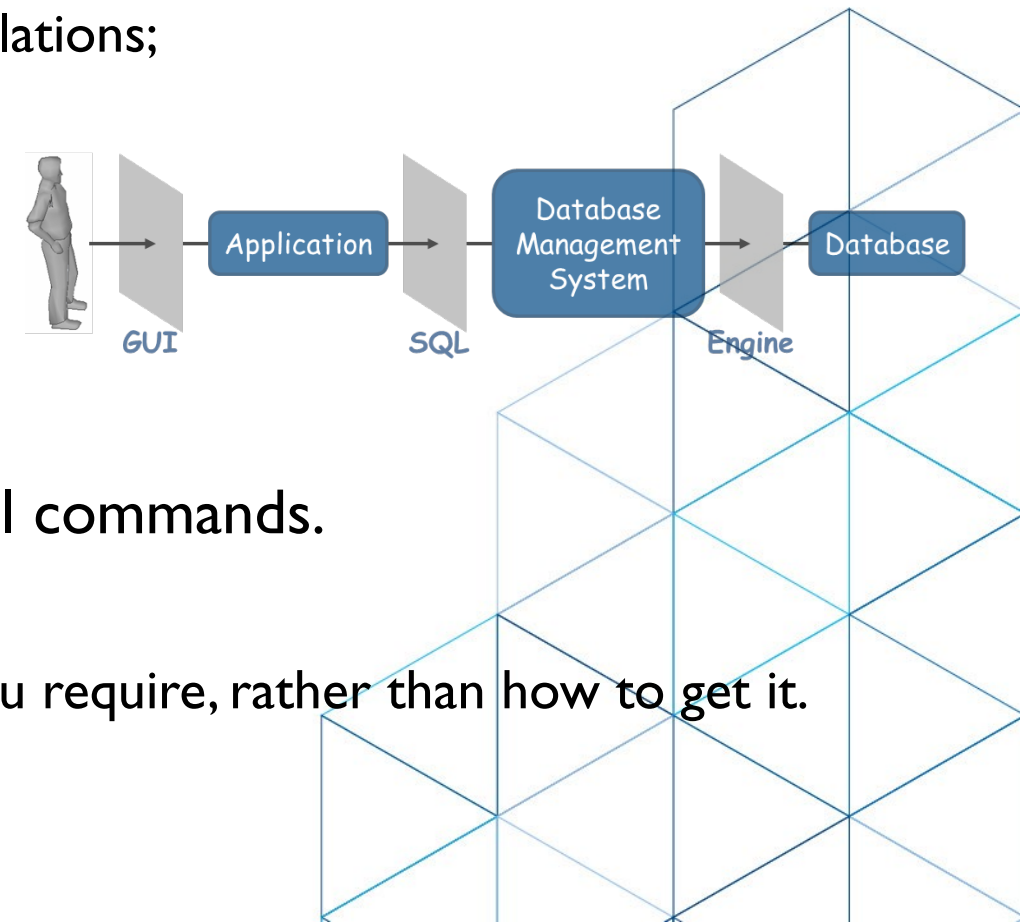 lations;
Application
Database
Management
System
Database
GUI
SQL
Engine
l commands.
u require, rather than how to get it.